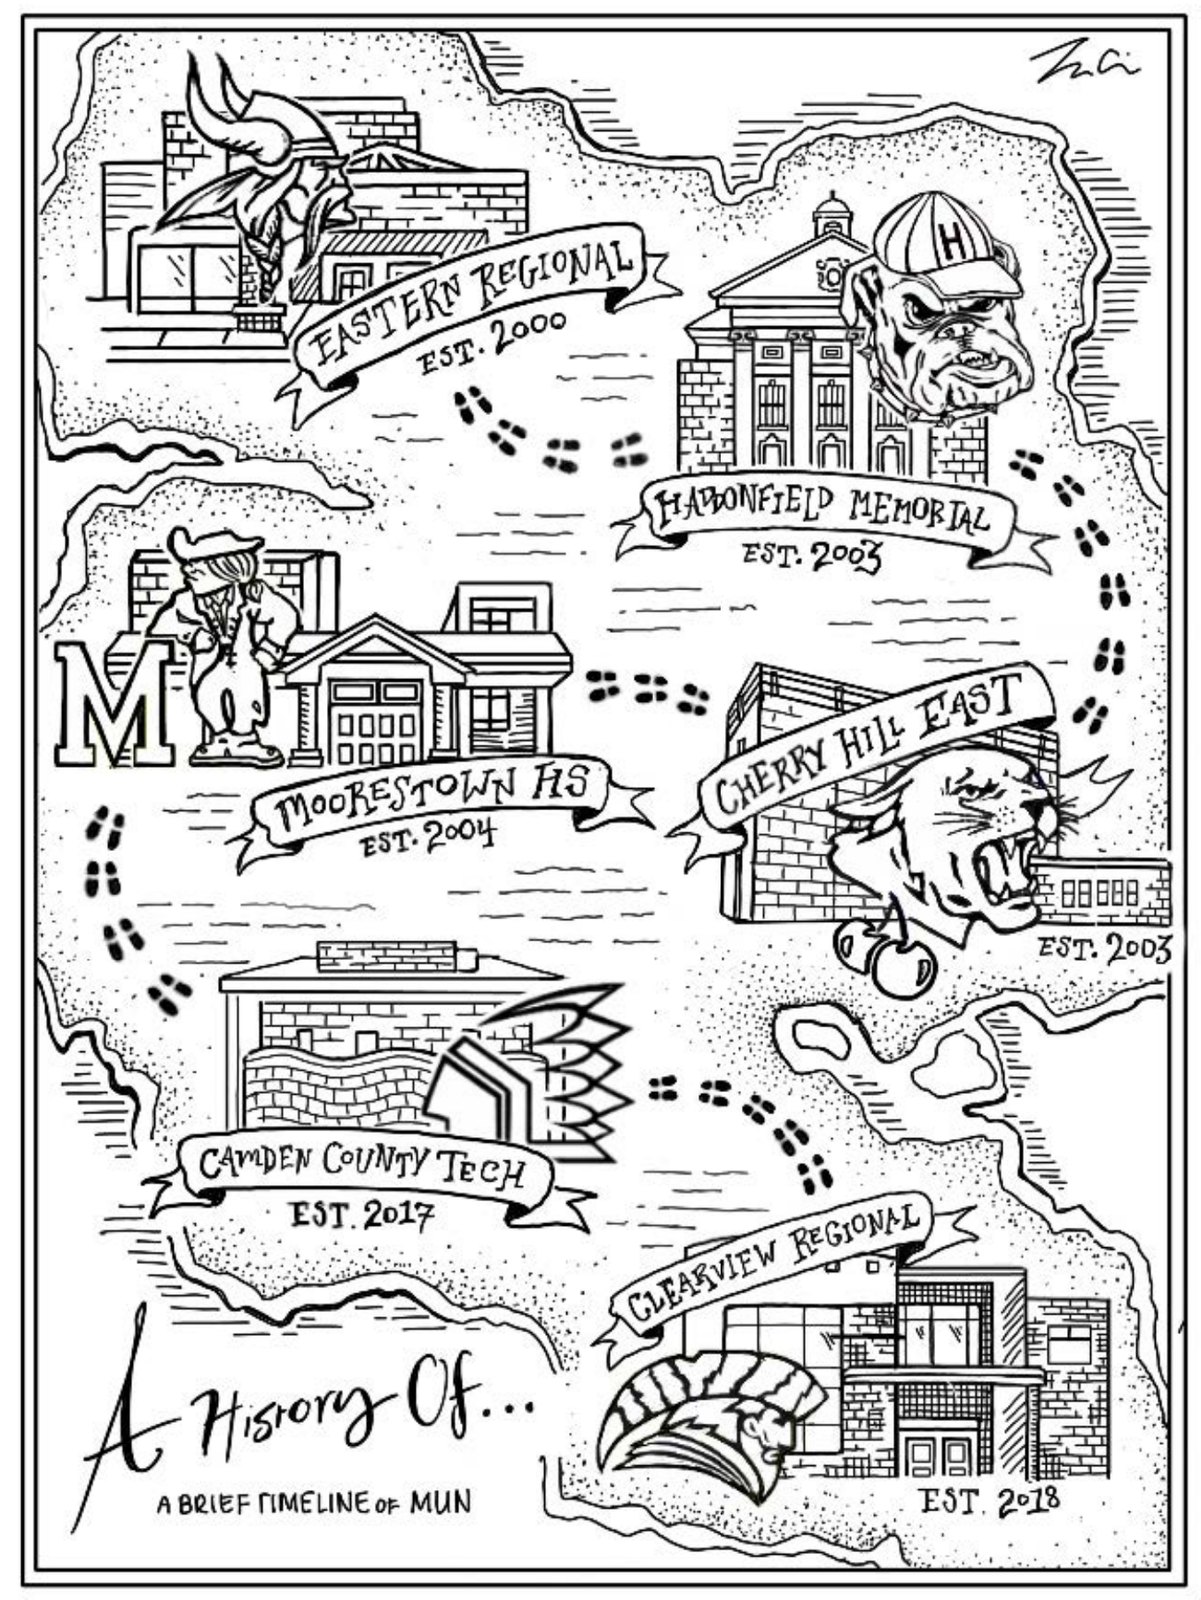 EASTERN REGIONAL
EST. 2000
H
HADDONFIELD MEMORIAL
EST. 2003
M
MOORESTOWN HS
EST. 2004
CHERRY HILL EAST
EST. 2003
CAMDEN COUNTY TECH
EST. 2017
CLEARVIEW REGIONAL
EST. 2018
A History Of...
A BRIEF TIMELINE OF MUN